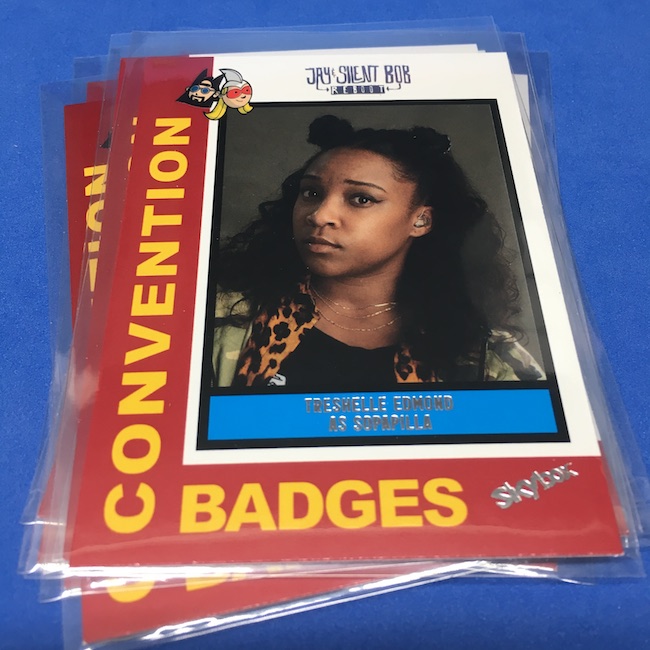 JAY & SILENT BOB
REBOOT
CONVENTION
TRESHELLE EDMOND
AS SOPAPILLA
BADGES
Skybox